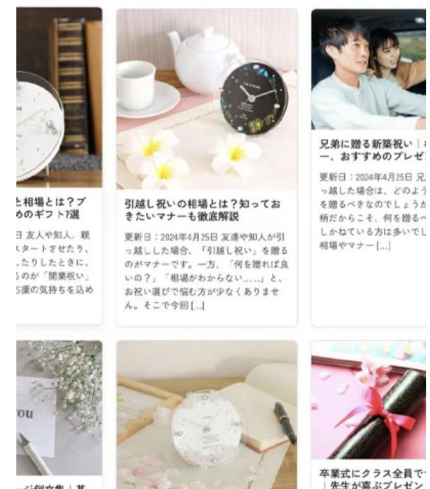 と相場とは？プ
めのギフト7選
日 友人や知人、親
スタートさせたり、
したりしたときに、
のが「開業祝い」
応援の気持ちを込め
引越し祝いの相場とは？知ってお
きたいマナーも徹底解説
更新日：2024年4月25日 友達や知人が引
っ越しした場合、「引越し祝い」を贈る
のがマナーです。一方、「何を贈れば良
いの？」「相場がわからない……」と、
お祝い選びで悩む方が少なくありませ
ん。そこで今回 [...]
兄弟に贈る新築祝い｜
ー、おすすめのプレゼ
更新日：2024年4月25日 兄
っ越した場合は、どのよう
を贈るべきなのでしょうか
柄だからこそ、何を贈るべ
しかねている方は多いでし
相場やマナー [...]
ou
ージ例文集｜基
卒業式にクラス全員で
｜先生が喜ぶプレゼン